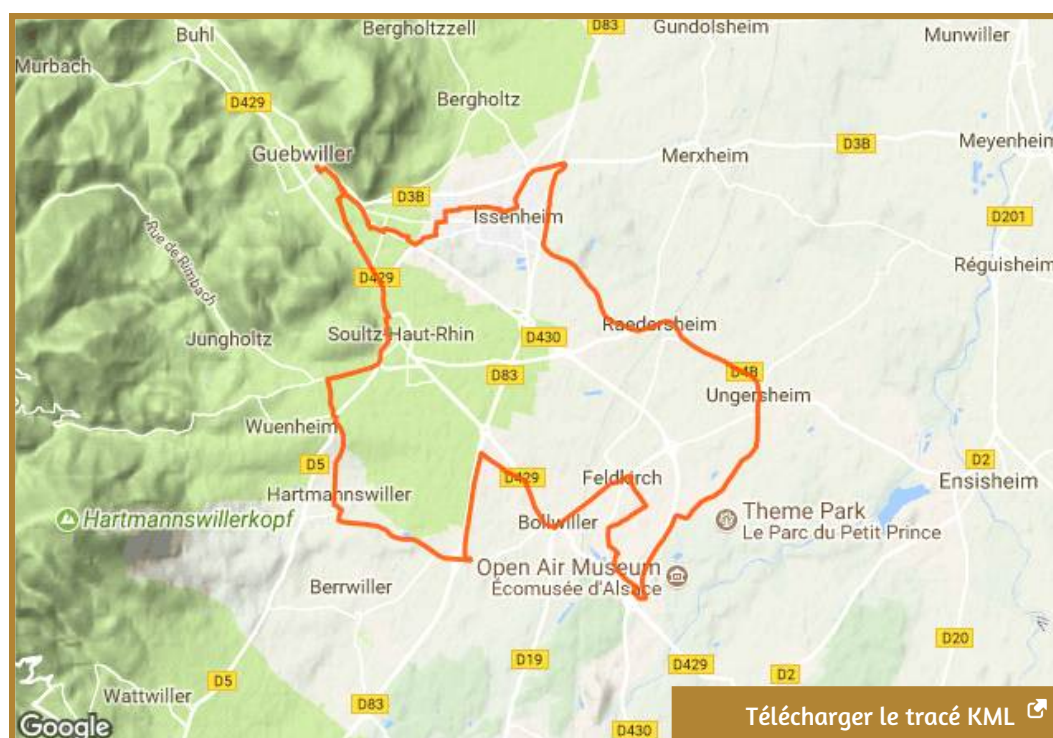 Bergholtzzell
D83
Gundolsheim
Buhl
Munwiller
Murbach
Bergholtz
D429
Guebwiller
Merxheim
D3B
Meyenheim
D3B
Issenheim
D201
Rue de Rimbach
Réguisheim
D429
Raedersheim
Jungholtz
Soultz-Haut-Rhin
D430
D83
D4B
Ungersheim
Wuenheim
D5
D2
D429
Feldkirch
Ensisheim
Hartmannswiller
Hartmannswillerkopf
Bollwiller
Theme Park
Le Parc du Petit Prince
Open Air Museum
Écomusée d'Alsace
Berrwiller
D20
D19
D429
D2
D5
Wattwiller
D83
Google
D430
Télécharger le tracé KML